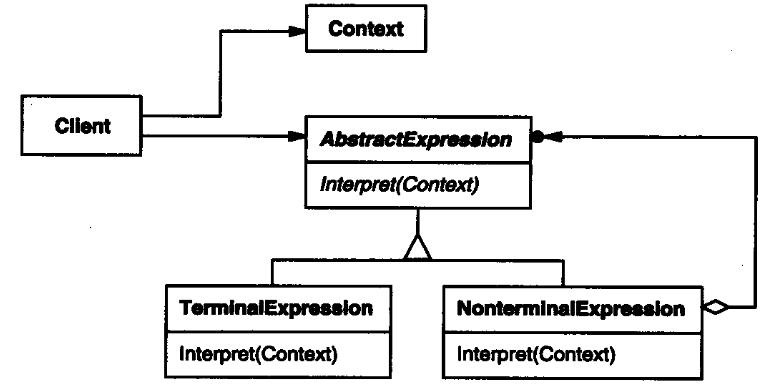 Context
Client
AbstractExpression
Interpret(Context)
TerminalExpression
Interpret(Context)
NonterminalExpression
Interpret(Context)